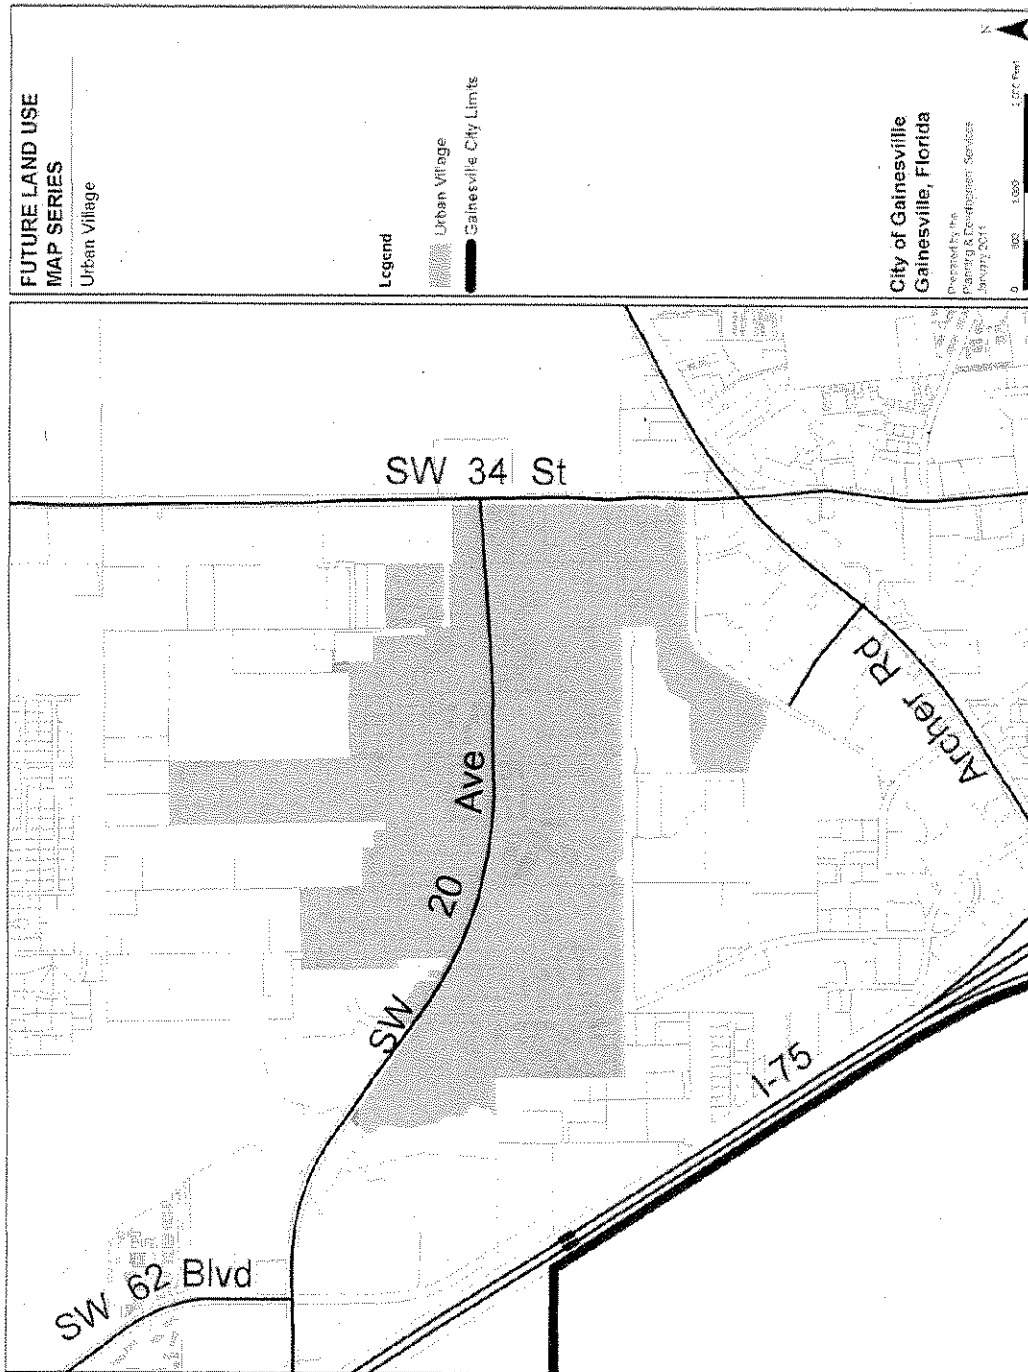 FUTURE LAND USE
MAP SERIES
Urban Village
Legend
Urban Village
Gainesville City Limits
City of Gainesville
Gainesville, Florida
Prepared by the
Planning & Development Services
January 2011
N
0
SW 34 St
SW 20 Ave
Archer Rd
I-75
SW 62 Blvd